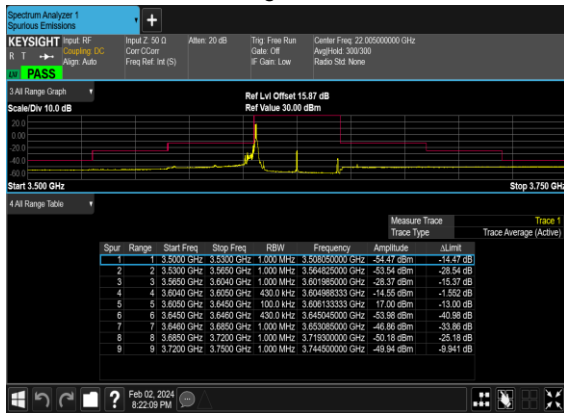 Spectrum Analyzer 1
Spurious Emissions
KEYSIGHT Input: RF Input Z: 50 Ω Atten: 20 dB Trig: Free Run Center Freq: 22.005000000 GHz
R T Coupling: DC Corr CCorr Gate: Off Avg|Hold: 300/300
Align: Auto Freq Ref: Int (S) IF Gain: Low Radio Std: None
PASS
3 All Range Graph
Ref Lvl Offset 15.87 dB
Scale/Div 10.0 dB Ref Value 30.00 dBm
20.0
0.00
-20.0
-40.0
-60.0
Start 3.500 GHz Stop 3.750 GHz
4 All Range Table
Measure Trace Trace 1
Trace Type Trace Average (Active)
Spur Range Start Freq Stop Freq RBW Frequency Amplitude ΔLimit
1 1 3.5000 GHz 3.5300 GHz 1.000 MHz 3.508050000 GHz -54.47 dBm -14.47 dB
2 2 3.5300 GHz 3.5650 GHz 1.000 MHz 3.564825000 GHz -53.54 dBm -28.54 dB
3 3 3.5650 GHz 3.6040 GHz 1.000 MHz 3.601985000 GHz -28.37 dBm -15.37 dB
4 4 3.6040 GHz 3.6050 GHz 430.0 kHz 3.604988333 GHz -14.55 dBm -1.552 dB
5 5 3.6050 GHz 3.6450 GHz 100.0 kHz 3.606133333 GHz 17.00 dBm -13.00 dB
6 6 3.6450 GHz 3.6460 GHz 430.0 kHz 3.645045000 GHz -53.98 dBm -40.98 dB
7 7 3.6460 GHz 3.6850 GHz 1.000 MHz 3.653085000 GHz -46.86 dBm -33.86 dB
8 8 3.6850 GHz 3.7200 GHz 1.000 MHz 3.719300000 GHz -50.18 dBm -25.18 dB
9 9 3.7200 GHz 3.7500 GHz 1.000 MHz 3.744500000 GHz -49.94 dBm -9.941 dB
? Feb 02, 2024
8:22:09 PM